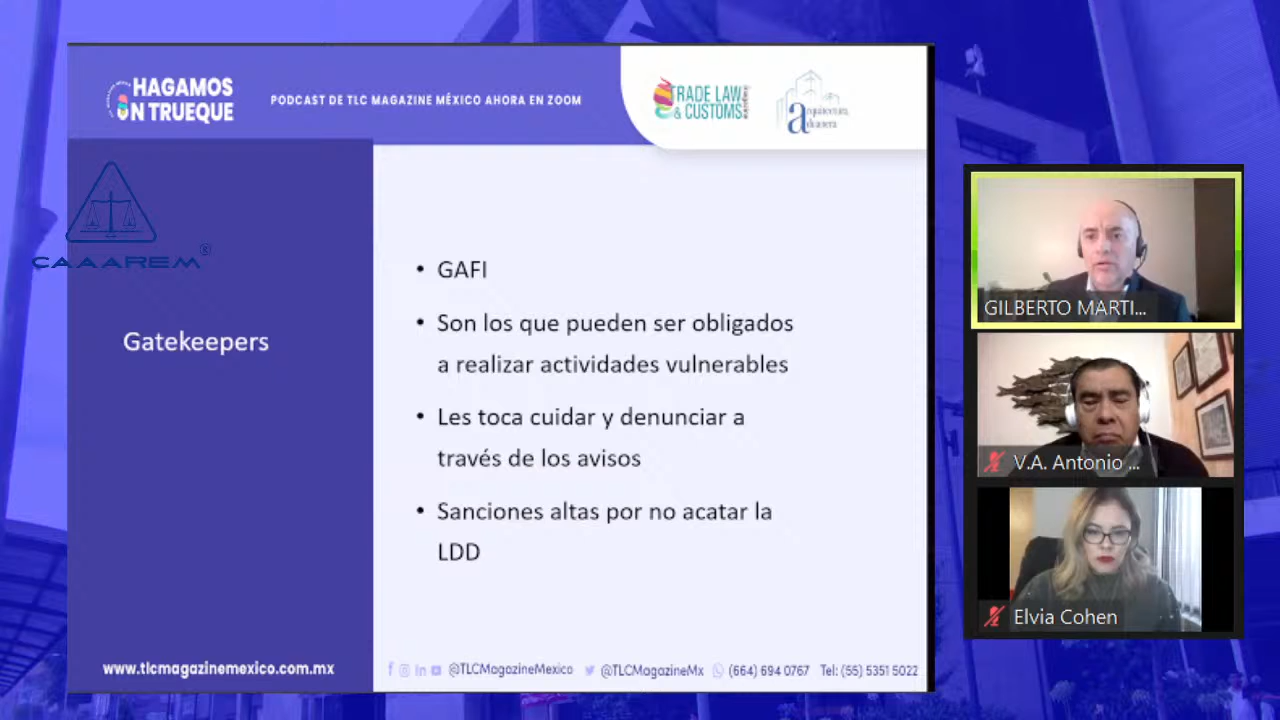 HAGAMOS
UN TRUEQUE
PODCAST DE TLC MAGAZINE MÉXICO AHORA EN ZOOM
TRADE LAW
& CUSTOMS
arquitectura
aduanera
CAAAREM®
Gatekeepers
• GAFI
• Son los que pueden ser obligados
a realizar actividades vulnerables
• Les toca cuidar y denunciar a
través de los avisos
• Sanciones altas por no acatar la
LDD
www.tlcmagazinemexico.com.mx
@TLCMagazineMexico
@TLCMagazineMx
(664) 694 0767
Tel: (55) 5351 5022
GILBERTO MARTI...
V.A. Antonio ...
Elvia Cohen